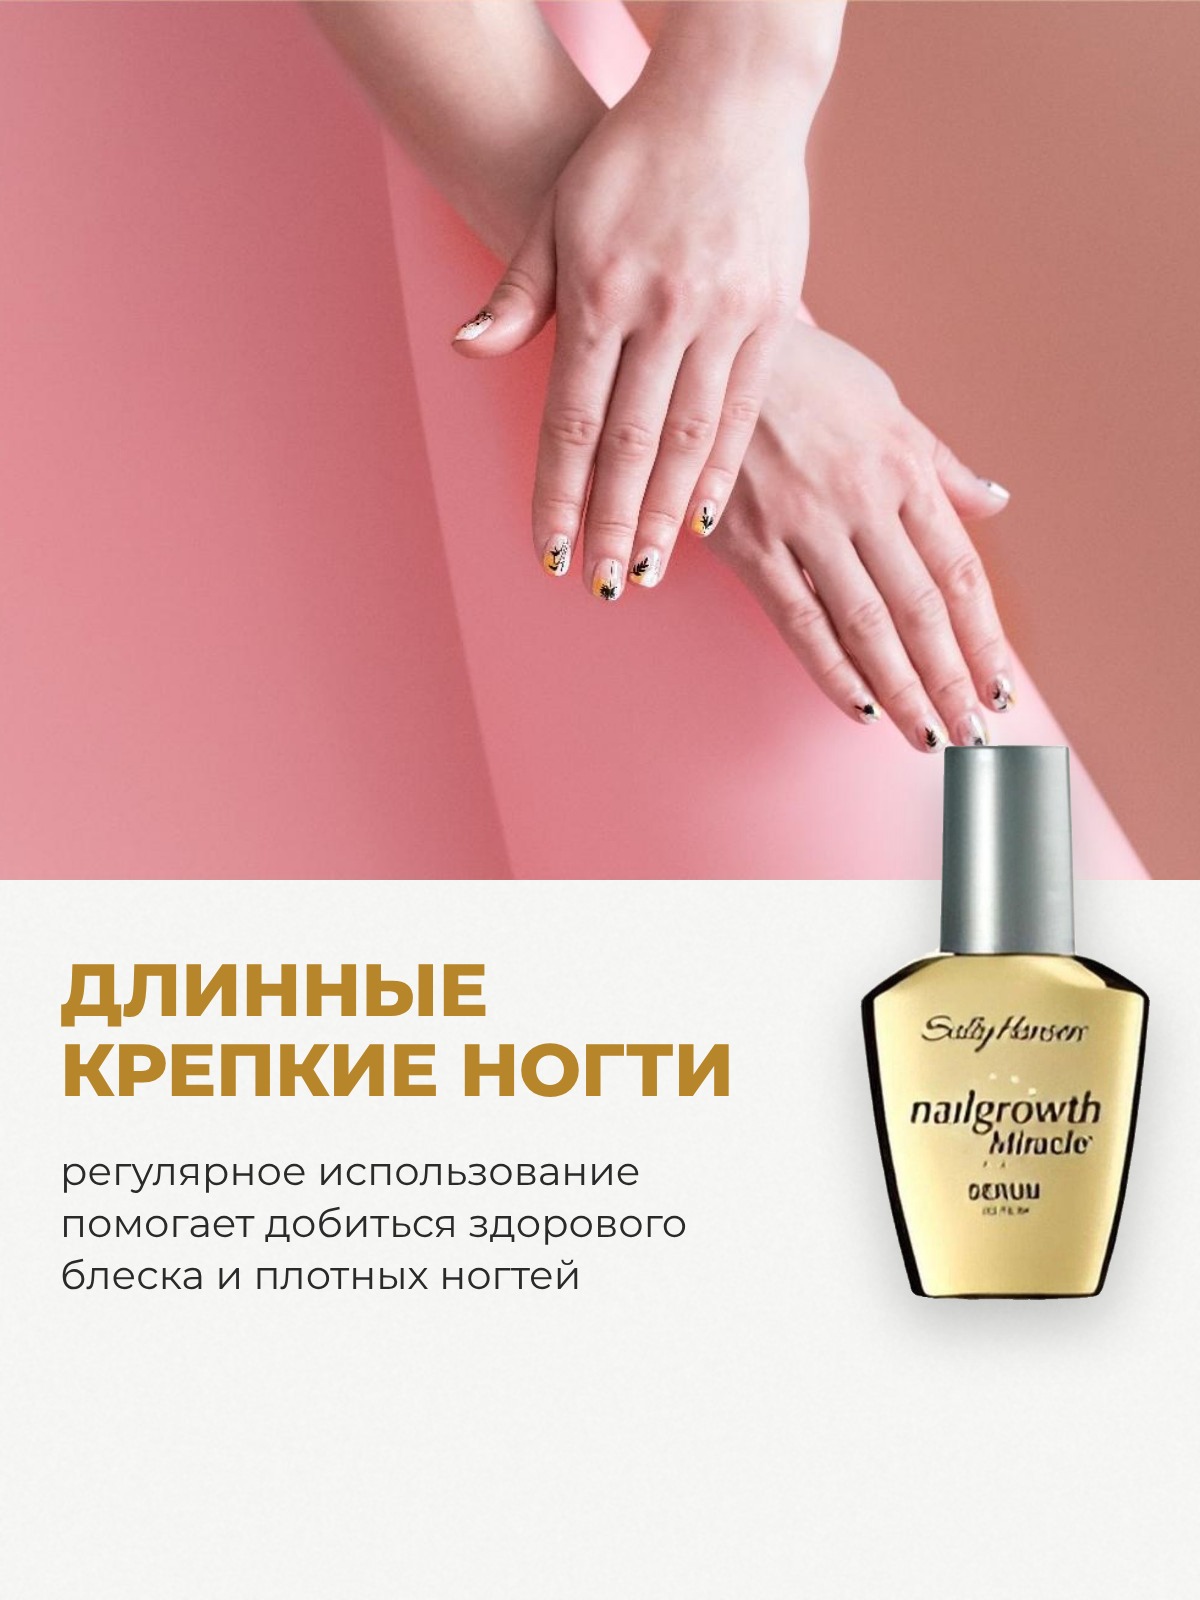 ДЛИННЫЕ
КРЕПКИЕ НОГТИ
регулярное использование
помогает добиться здорового
блеска и плотных ногтей
Sally Hansen
nailgrowth
Miracle